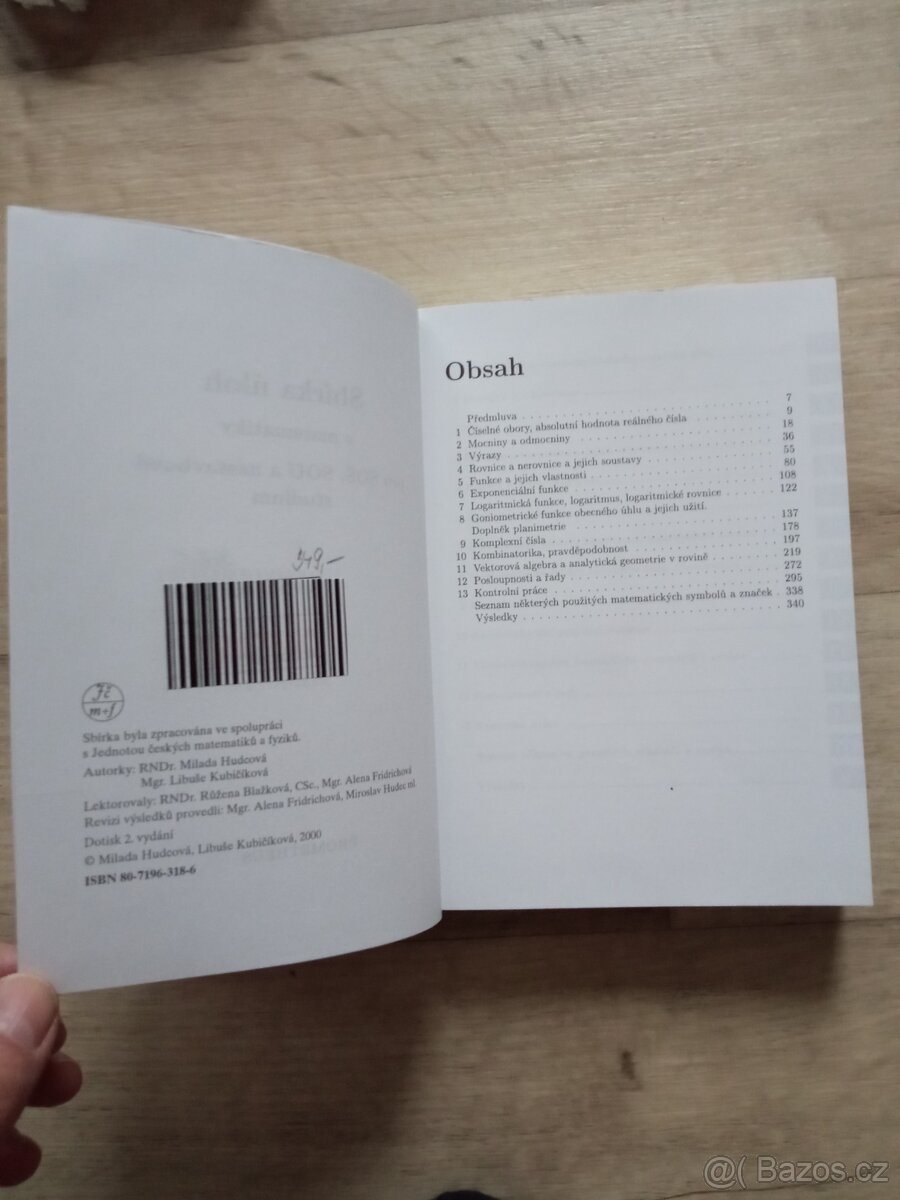 Sbírka byla zpracována ve spolupráci
s Jednotou českých matematiků a fyziků.
Autorky: RNDr. Milada Hudcová
Mgr. Libuše Kubičíková
Lektorovaly: RNDr. Růžena Blažková, CSc., Mgr. Alena Fridrichová
Revizi výsledků provedli: Mgr. Alena Fridrichová, Miroslav Hudec ml.
Dotisk 2. vydání
© Milada Hudcová, Libuše Kubičíková, 2000
ISBN 80-7196-318-6
Jč
m+f
Obsah
Předmluva 7
1 Číselné obory, absolutní hodnota reálného čísla 9
2 Mocniny a odmocniny 18
3 Výrazy 36
4 Rovnice a nerovnice a jejich soustavy 55
5 Funkce a jejich vlastnosti 80
6 Exponenciální funkce 108
7 Logaritmická funkce, logaritmus, logaritmické rovnice 122
8 Goniometrické funkce obecného úhlu a jejich užití.
Doplněk planimetrie 137
9 Komplexní čísla 178
10 Kombinatorika, pravděpodobnost 197
11 Vektorová algebra a analytická geometrie v rovině 219
12 Posloupnosti a řady 272
13 Kontrolní práce 295
Seznam některých použitých matematických symbolů a značek 338
Výsledky 340
@( Bazos.cz